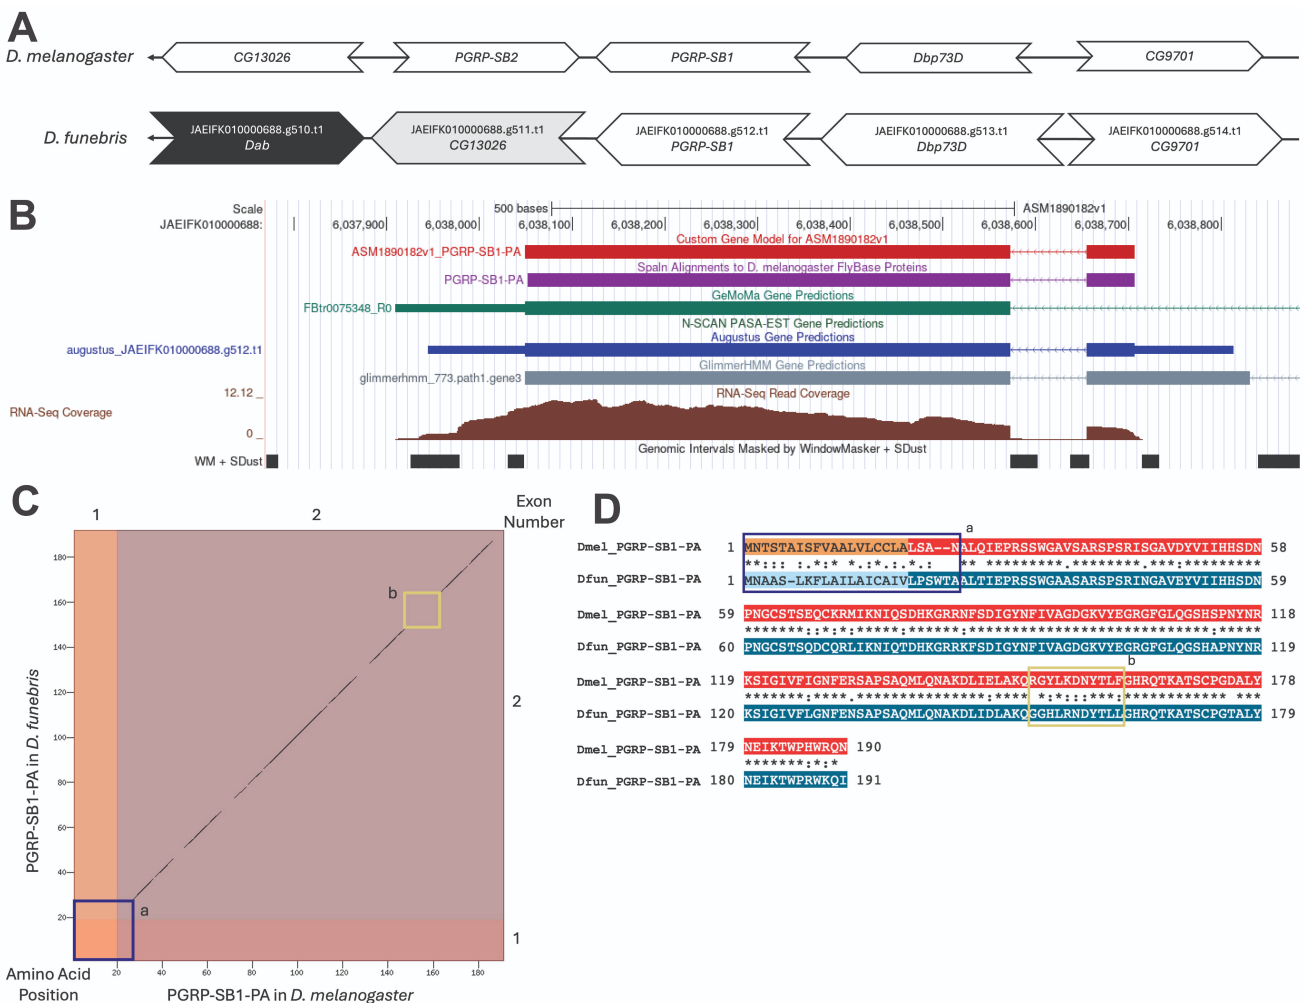 A
D. melanogaster
CG13026
PGRP-SB2
PGRP-SB1
Dbp73D
CG9701
D. funebris
JAEIFK010000688.g510.t1
Dab
JAEIFK010000688.g511.t1
CG13026
JAEIFK010000688.g512.t1
PGRP-SB1
JAEIFK010000688.g513.t1
Dbp73D
JAEIFK010000688.g514.t1
CG9701
B
Scale
500 bases
ASM1890182v1
JAEIFK010000688:
6,037,900
6,038,000
6,038,100
6,038,200
6,038,300
6,038,400
6,038,500
6,038,600
6,038,700
6,038,800
Custom Gene Model for ASM1890182v1
ASM1890182v1_PGRP-SB1-PA
Spaln Alignments to D. melanogaster FlyBase Proteins
PGRP-SB1-PA
GeMoMa Gene Predictions
FBtr0075348_R0
N-SCAN PASA-EST Gene Predictions
Augustus Gene Predictions
augustus_JAEIFK010000688.g512.t1
GlimmerHMM Gene Predictions
glimmerhmm_773.path1.gene3
12.12
RNA-Seq Read Coverage
RNA-Seq Coverage
0
Genomic Intervals Masked by WindowMasker + SDust
WM + SDust
C
1
2
Exon
Number
180
160
140
120
100
80
60
40
20
b
a
2
1
PGRP-SB1-PA in D. funebris
Amino Acid
Position
20
40
60
80
100
120
140
160
180
PGRP-SB1-PA in D. melanogaster
D
a
Dmel_PGRP-SB1-PA 1 MNTSTAISFVAALVLCCLALSA--NALQIEPRSSWGAVSARSPSRISGAVDYVIIHHSDN 58
Dfun_PGRP-SB1-PA 1 MNAAS-LKFLAILAICAIVLPSWTAALTIEPRSSWGAASARSPSRINGAVEYVIIHHSDN 59
Dmel_PGRP-SB1-PA 59 PNGCSTSEQCKRMIKNIQSDHKGRRNFSDIGYNFIVAGDGKVYEGRGFGLQGSHSPNYNR 118
Dfun_PGRP-SB1-PA 60 PNGCSTSQDCQRLIKNIQTDHKGRRKFSDIGYNFIVAGDGKVYEGRGFGLQGSHAPNYNR 119
b
Dmel_PGRP-SB1-PA 119 KSIGIVFIGNFERSAPSAQMLQNAKDLIELAKQRGYLKDNYTLFGHRQTKATSCPGDALY 178
Dfun_PGRP-SB1-PA 120 KSIGIVFLGNFENSAPSAQMLQNAKDLIDLAKQGGHLRNDYTLLGHRQTKATSCPGTALY 179
Dmel_PGRP-SB1-PA 179 NEIKTWPHWRQN 190
Dfun_PGRP-SB1-PA 180 NEIKTWPRWKQI 191